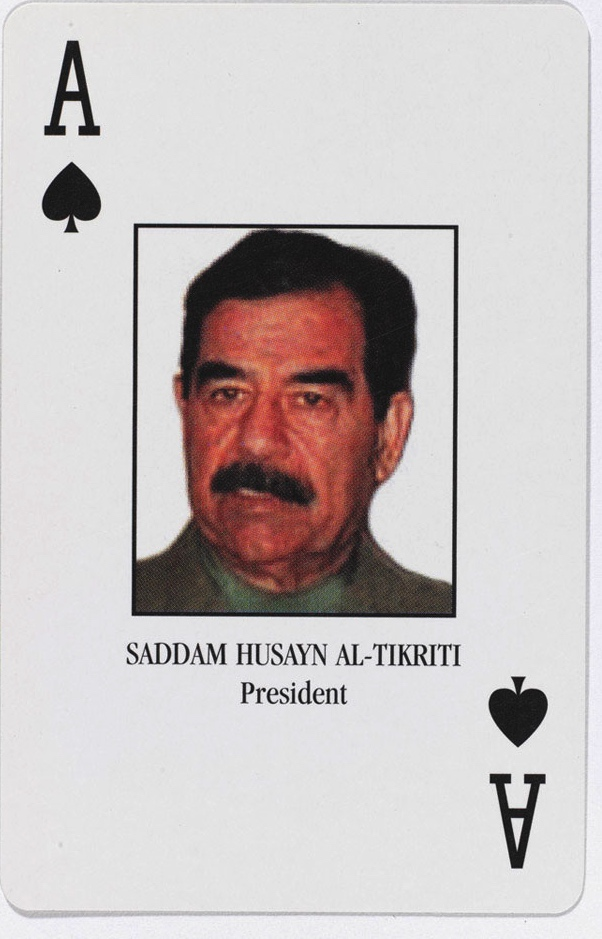 A
SADDAM HUSAYN AL-TIKRITI
President
A